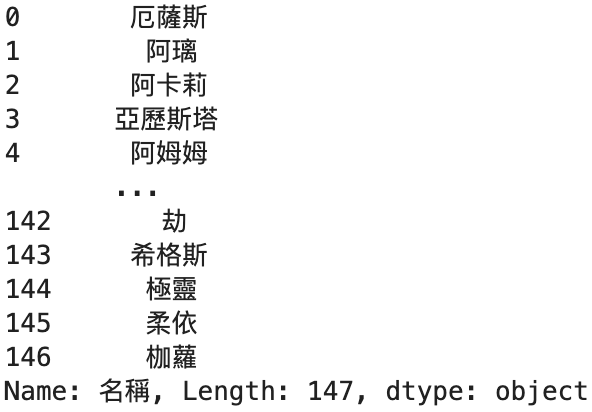 0 厄薩斯
1 阿璃
2 阿卡莉
3 亞歷斯塔
4 阿姆姆
...
142 劫
143 希格斯
144 極靈
145 柔依
146 枷蘿
Name: 名稱, Length: 147, dtype: object